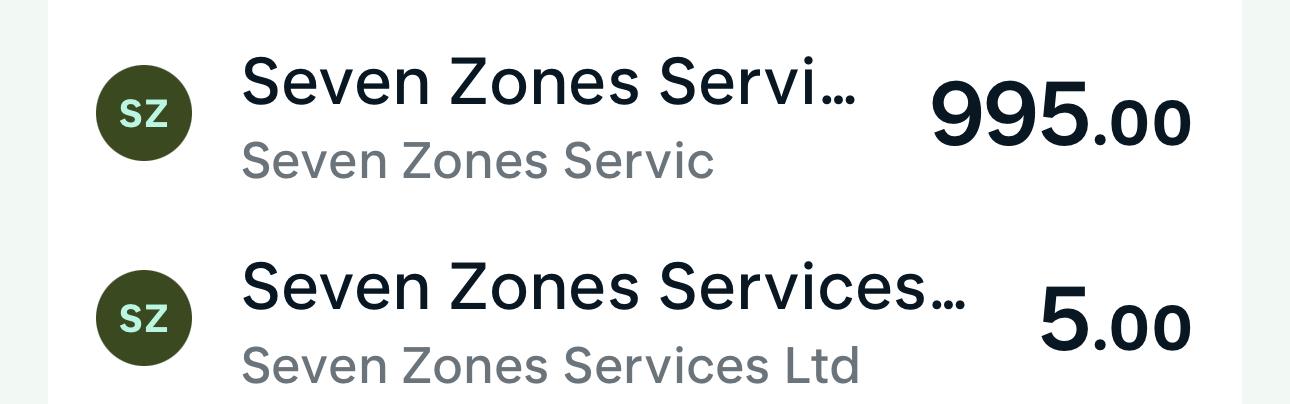 SZ
Seven Zones Servi...
995.00
Seven Zones Servic
SZ
Seven Zones Services...
5.00
Seven Zones Services Ltd